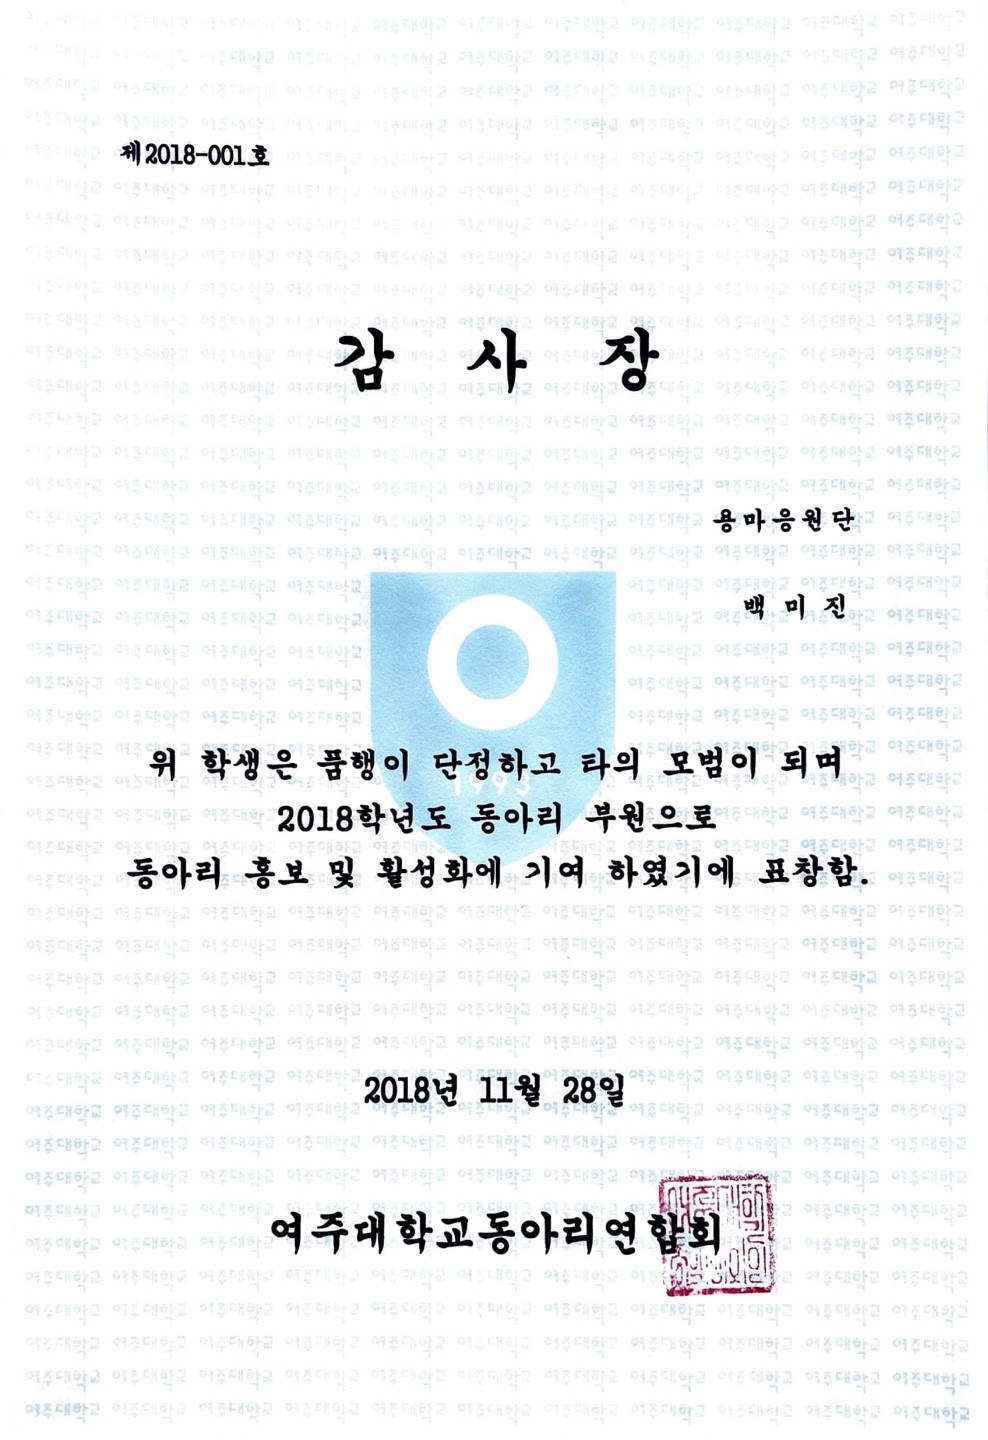 제2018-001호
감 사 장
용마응원단
백 미 진
1993
위 학생은 품행이 단정하고 타의 모범이 되며
2018학년도 동아리 부원으로
동아리 홍보 및 활성화에 기여 하였기에 표창함.
2018년 11월 28일
여주대학교동아리연합회